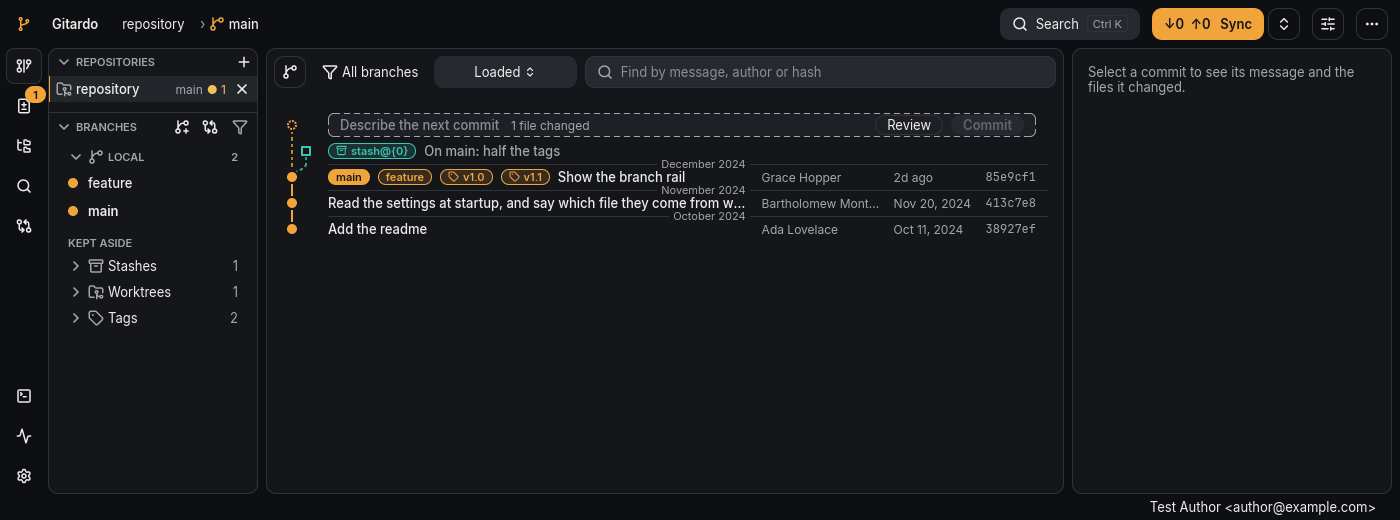 Gitardo repository › main Search Ctrl K ↓0 ↑0 Sync
REPOSITORIES
repository main 1
1
BRANCHES
LOCAL 2
feature
main
KEPT ASIDE
Stashes 1
Worktrees 1
Tags 2
All branches Loaded Find by message, author or hash
Describe the next commit 1 file changed Review Commit
stash@{0} On main: half the tags
December 2024
main feature v1.0 v1.1 Show the branch rail Grace Hopper 2d ago 85e9cf1
November 2024
Read the settings at startup, and say which file they come from w... Bartholomew Mont... Nov 20, 2024 413c7e8
October 2024
Add the readme Ada Lovelace Oct 11, 2024 38927ef
Select a commit to see its message and the
files it changed.
Test Author <author@example.com>